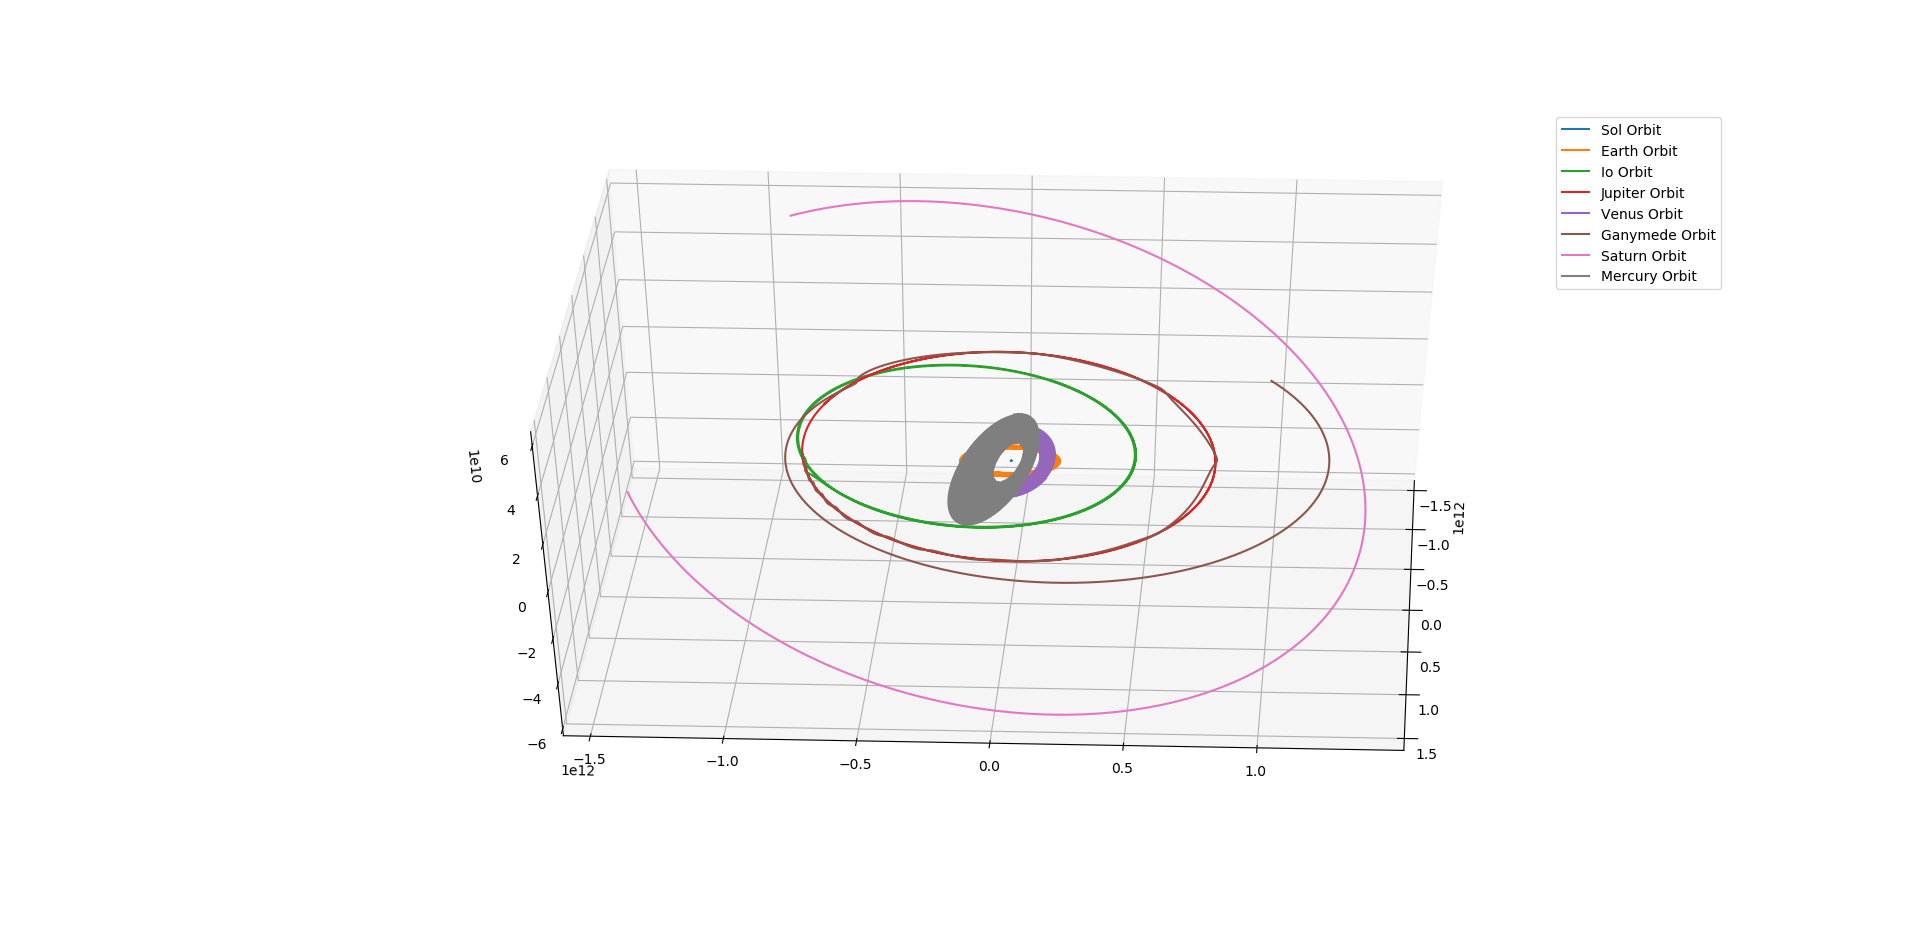 Sol Orbit
Earth Orbit
Io Orbit
Jupiter Orbit
Venus Orbit
Ganymede Orbit
Saturn Orbit
Mercury Orbit
1e10
6
4
2
0
−2
−4
−6
−1.5
−1.0
−0.5
0.0
0.5
1.0
1e12
1e12
−1.5
−1.0
−0.5
0.0
0.5
1.0
1.5